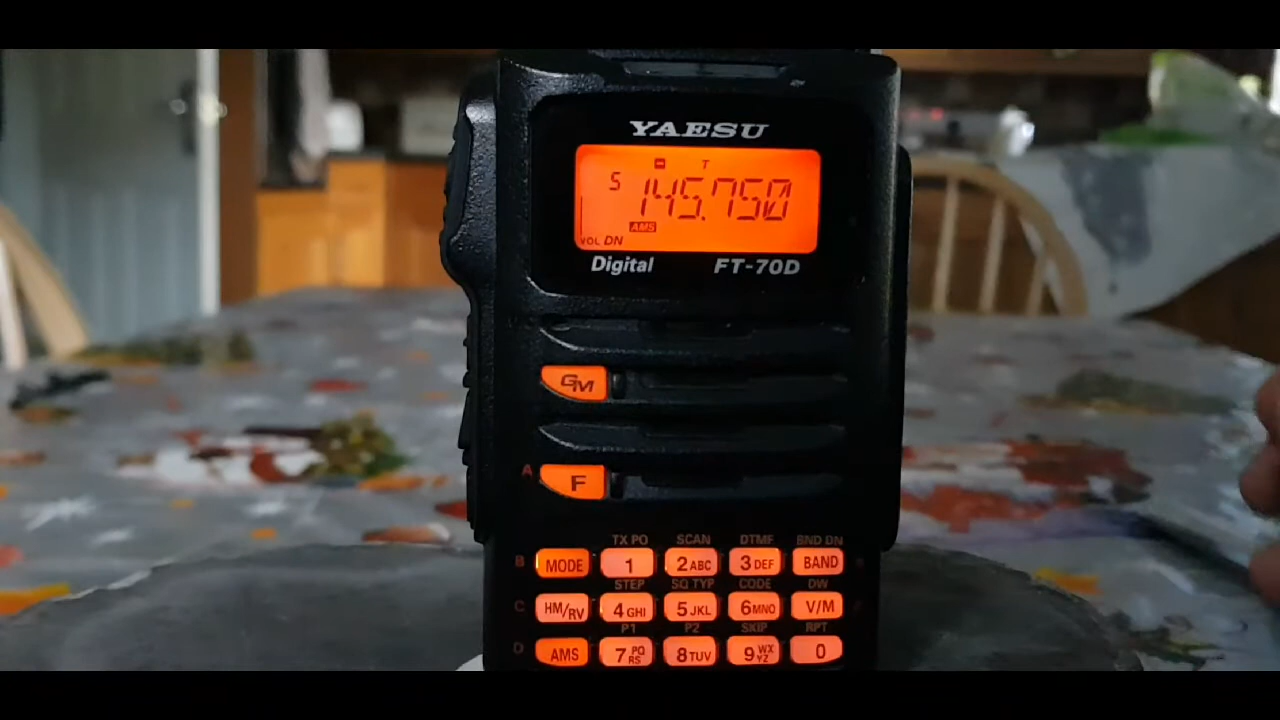 YAESU
T
S 145.750
AMS
VOL DN
Digital FT-70D
GM
A F
TX PO SCAN DTMF BND DN
B MODE 1 2ABC 3DEF BAND
STEP SQ TYP CODE DW
C HM/RV 4GHI 5JKL 6MNO V/M
P1 P2 SKIP RPT
D AMS 7PQRS 8TUV 9WXYZ 0